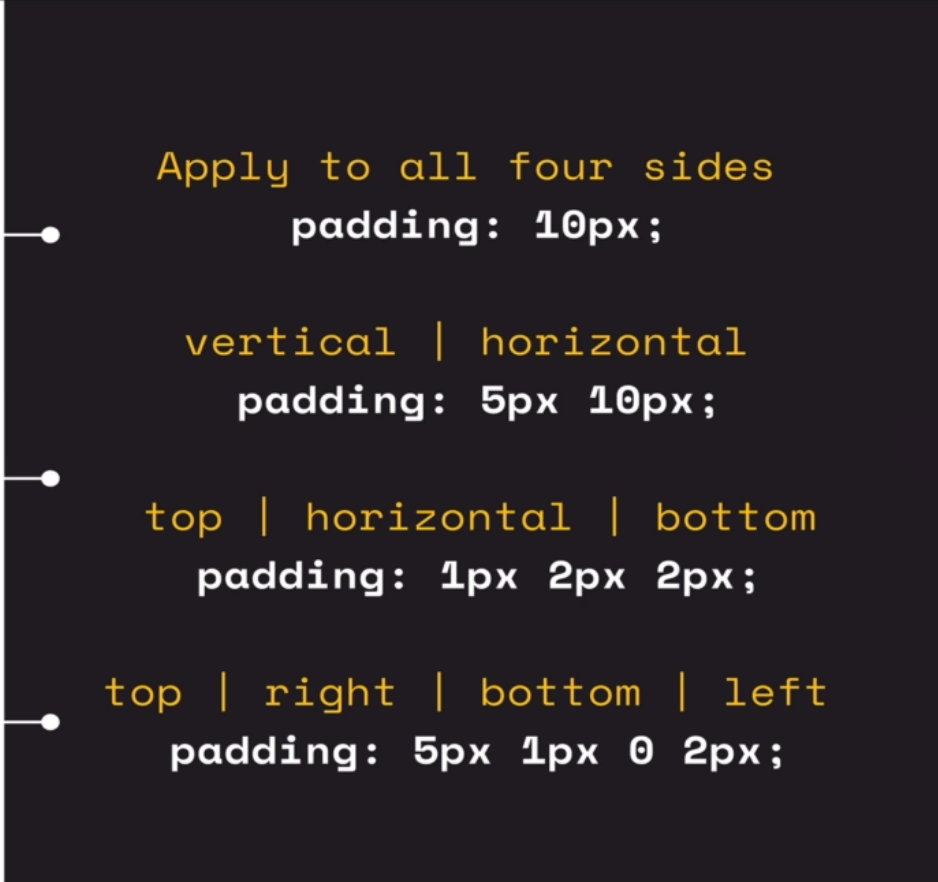 Apply to all four sides
padding: 10px;
vertical | horizontal
padding: 5px 10px;
top | horizontal | bottom
padding: 1px 2px 2px;
top | right | bottom | left
padding: 5px 1px 0 2px;